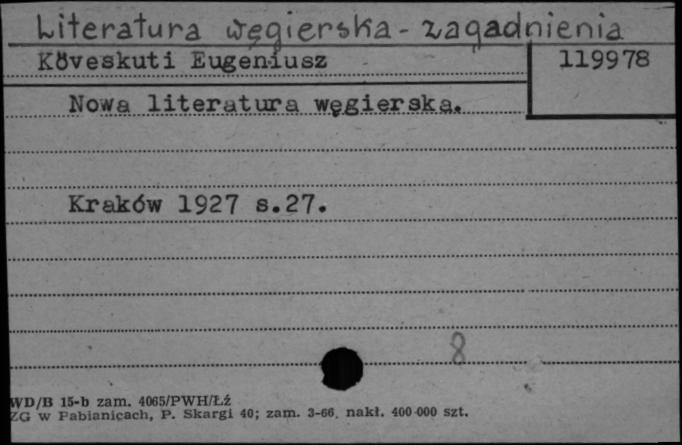 Literatura węgierska - zagadnienia
Köveskuti Eugeniusz
119978
Nowa literatura węgierska.
Kraków 1927 s.27.
8
WD/B 15-b zam. 4065/PWH/Łź
ZG w Pabianicach, P. Skargi 40; zam. 3-66. nakł. 400 000 szt.